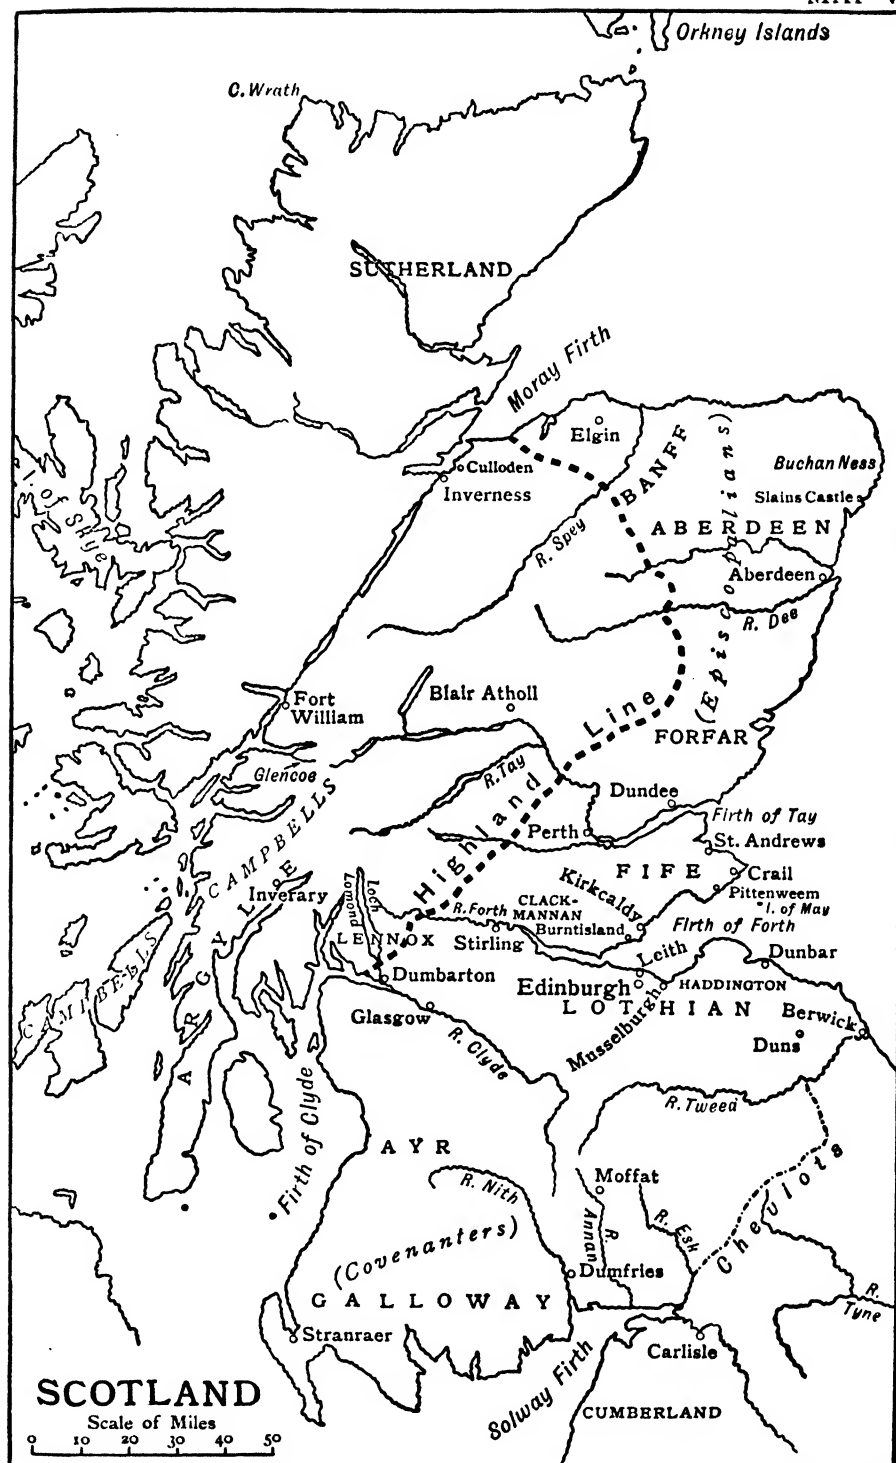 Orkney Islands
C. Wrath
SUTHERLAND
Moray Firth
Elgin
Culloden
Inverness
BANFF
Buchan Ness
Slains Castle
ABERDEEN
I. of Skye
R. Spey
Aberdeen
R. Dee
(Episcopalians)
Fort
William
Blair Atholl
Highland Line
FORFAR
Glencoe
R. Tay
Dundee
Firth of Tay
Perth
St. Andrews
CAMPBELLS
FIFE
Crail
Pittenweem
I. of May
Kirkcaldy
Inverary
Loch
Lomond
R. Forth
CLACK-
MANNAN
Burntisland
Firth of Forth
LENNOX
Stirling
Leith
Dunbar
CAMPBELLS
ARGYLE
Dumbarton
Edinburgh
HADDINGTON
LOTHIAN
Glasgow
Musselburgh
Berwick
Duns
R. Clyde
Firth of Clyde
R. Tweed
AYR
Cheviots
Moffat
R. Nith
R.
Annan
R. Esk
(Covenanters)
Dumfries
GALLOWAY
R.
Tyne
Stranraer
Carlisle
Solway Firth
CUMBERLAND
SCOTLAND
Scale of Miles
0 10 20 30 40 50